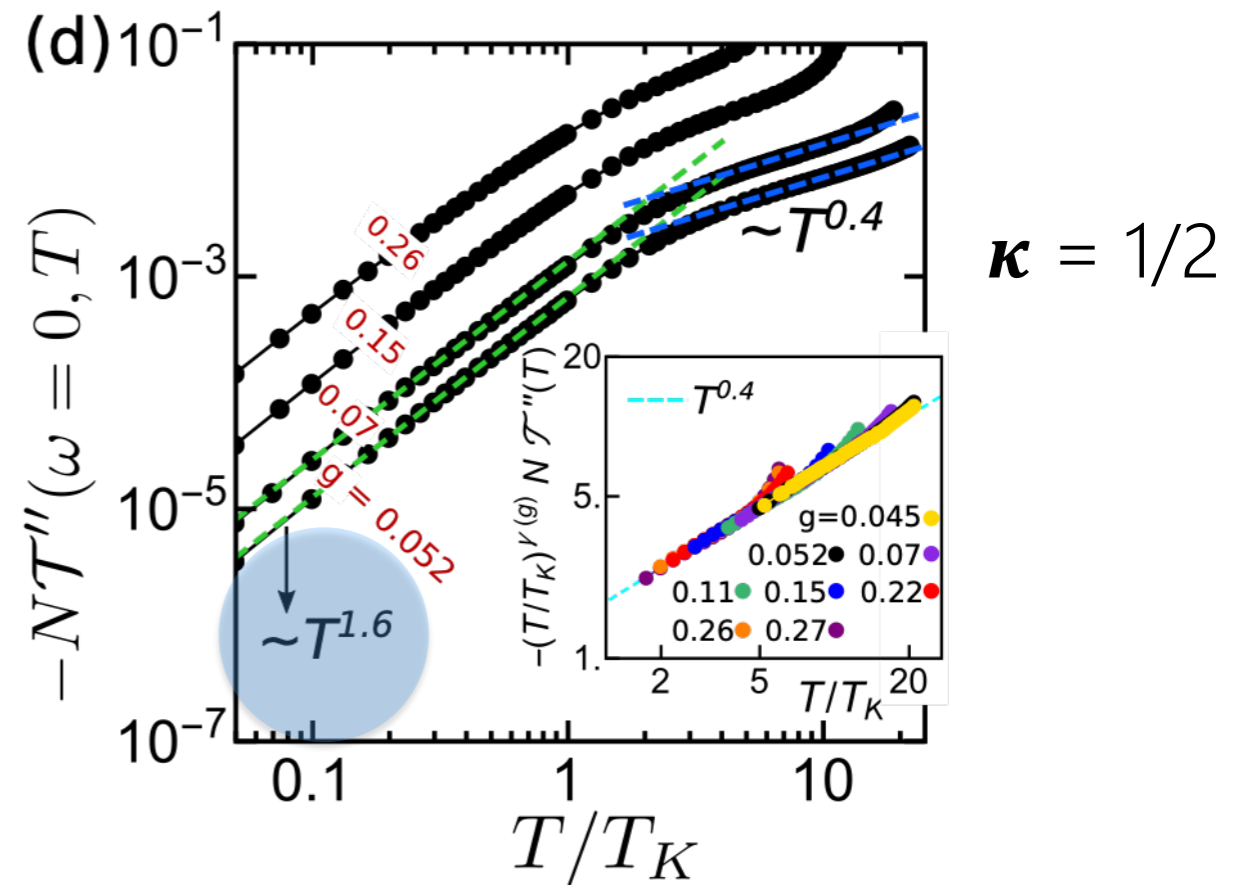 (d)
10⁻¹
10⁻³
10⁻⁵
10⁻⁷
−N𝒯''(ω = 0, T)
0.26
0.15
0.07
g = 0.052
~T^0.4
~T^1.6
κ = 1/2
0.1 1 10
T/T_K
−(T/T_K)^γ(g) N 𝒯''(T)
20
5.
1.
T^0.4
g=0.045
0.052 0.07
0.11 0.15 0.22
0.26 0.27
2 5 20
T/T_K